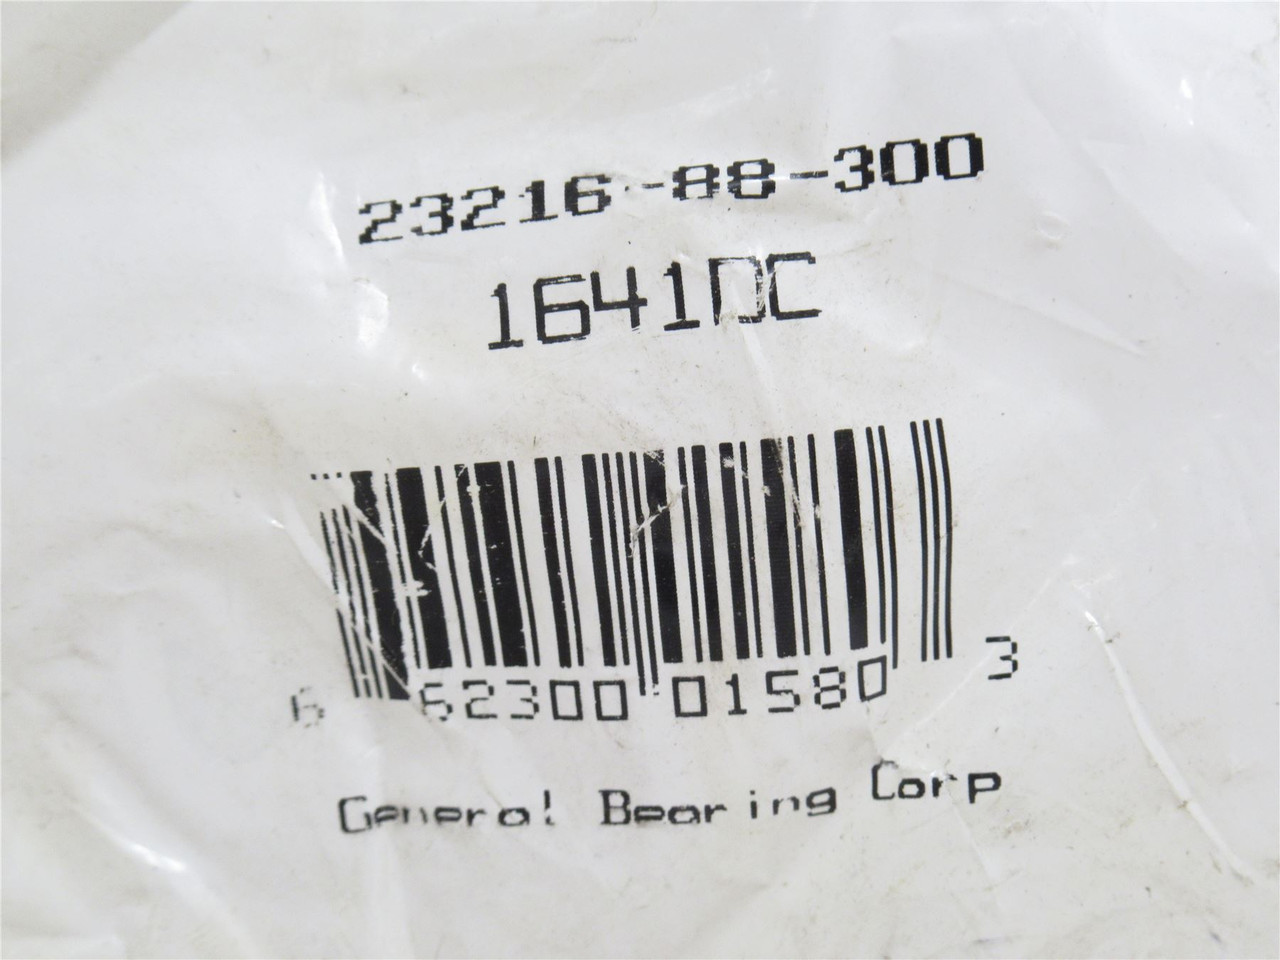 23216-88-300
1641DC
6 62300 01580 3
General Bearing Corp